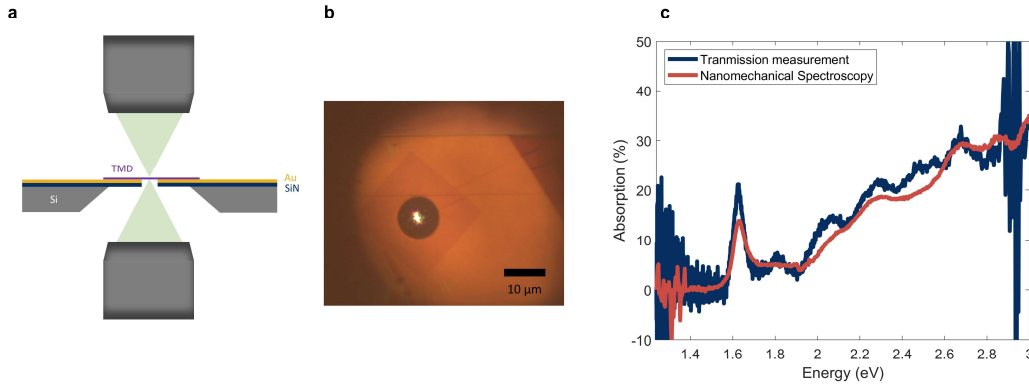 a
b
c
TMD
Au
SiN
Si
10 µm
50
40
30
20
10
0
-10
Absorption (%)
Tranmission measurement
Nanomechanical Spectroscopy
1.4
1.6
1.8
2
2.2
2.4
2.6
2.8
3
Energy (eV)